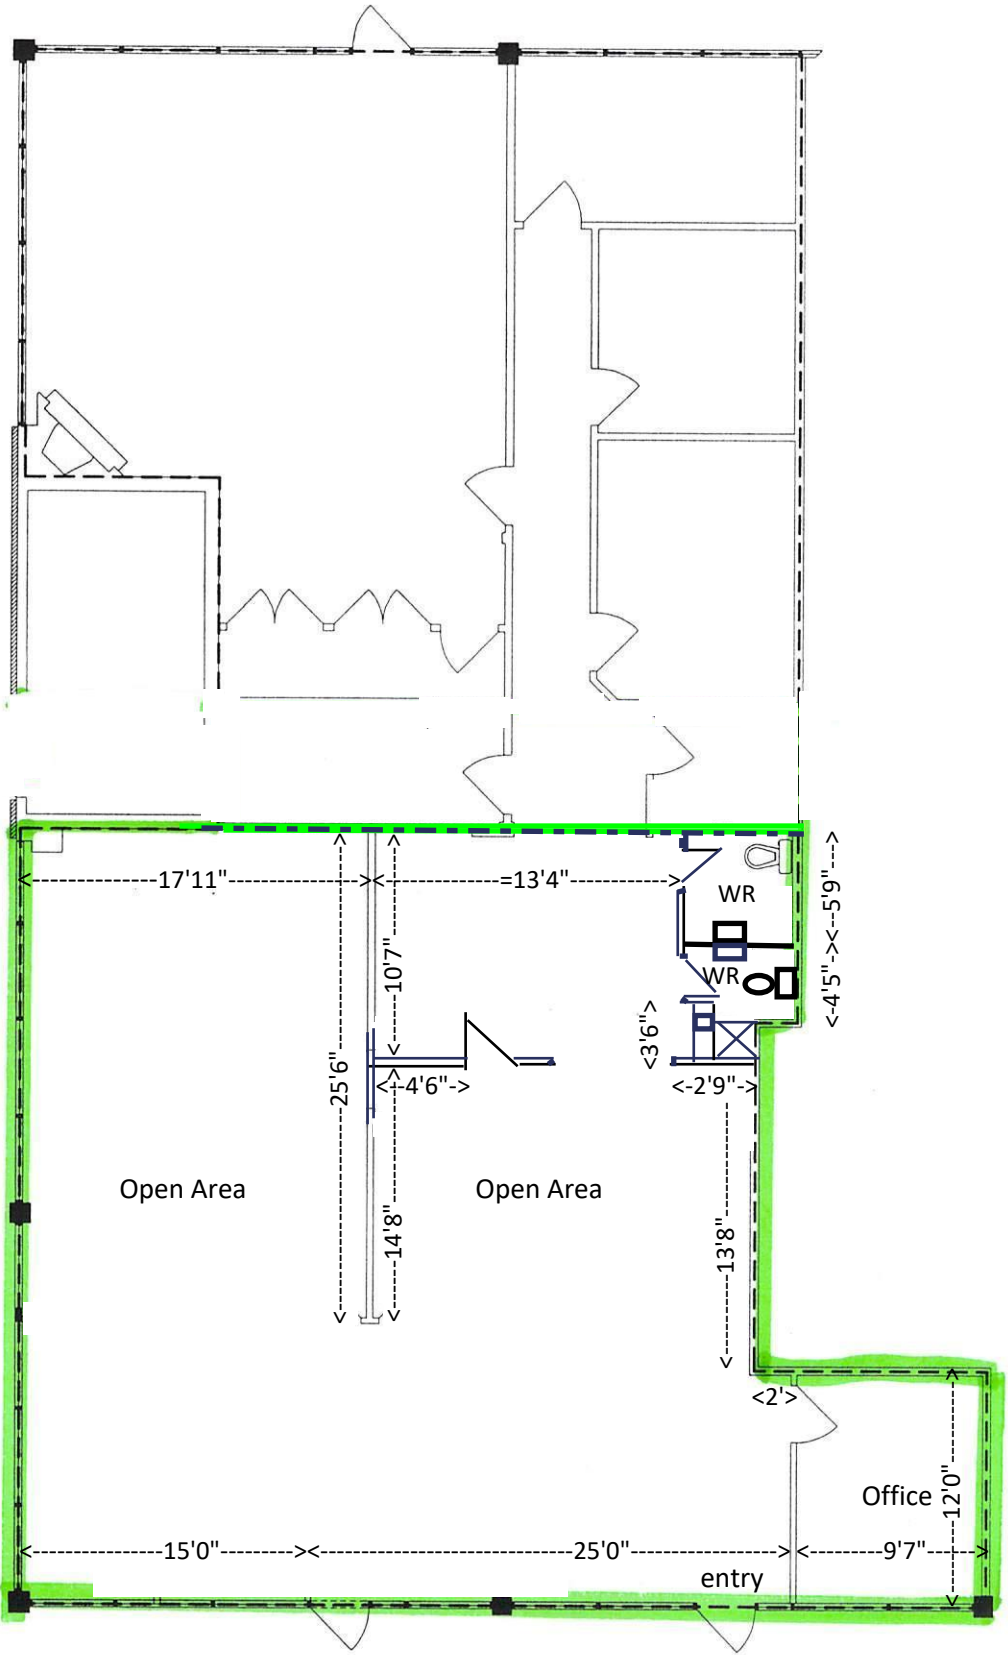 17'11"
=13'4"
WR
5'9"
10'7"
WR
4'5"
3'6"
25'6"
4'6"
2'9"
Open Area
Open Area
14'8"
13'8"
2'
Office
12'0"
15'0"
25'0"
9'7"
entry